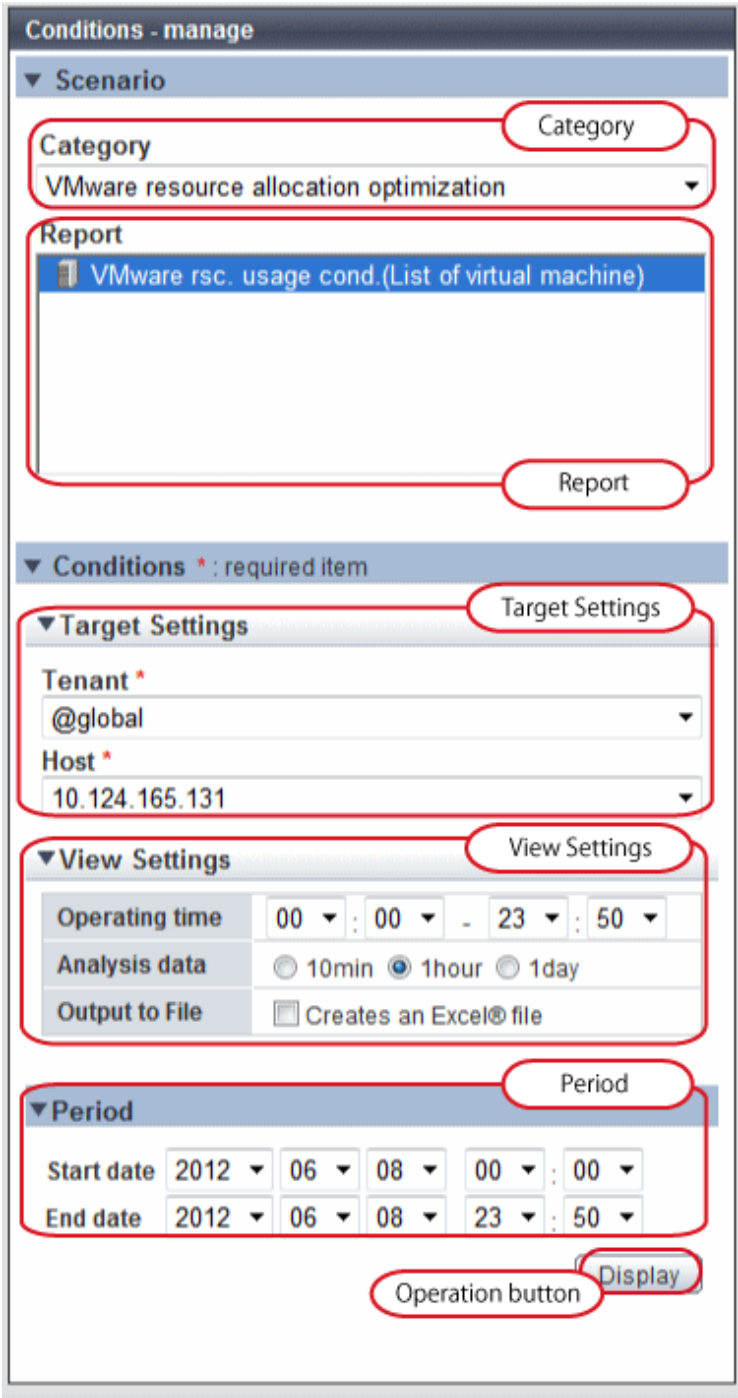 Conditions - manage
Scenario
Category
Category
VMware resource allocation optimization
Report
VMware rsc. usage cond.(List of virtual machine)
Report
Conditions * : required item
Target Settings
Target Settings
Tenant *
@global
Host *
10.124.165.131
View Settings
View Settings
Operating time 00 : 00 - 23 : 50
Analysis data 10min 1hour 1day
Output to File Creates an Excel® file
Period
Period
Start date 2012 06 08 00 : 00
End date 2012 06 08 23 : 50
Display
Operation button